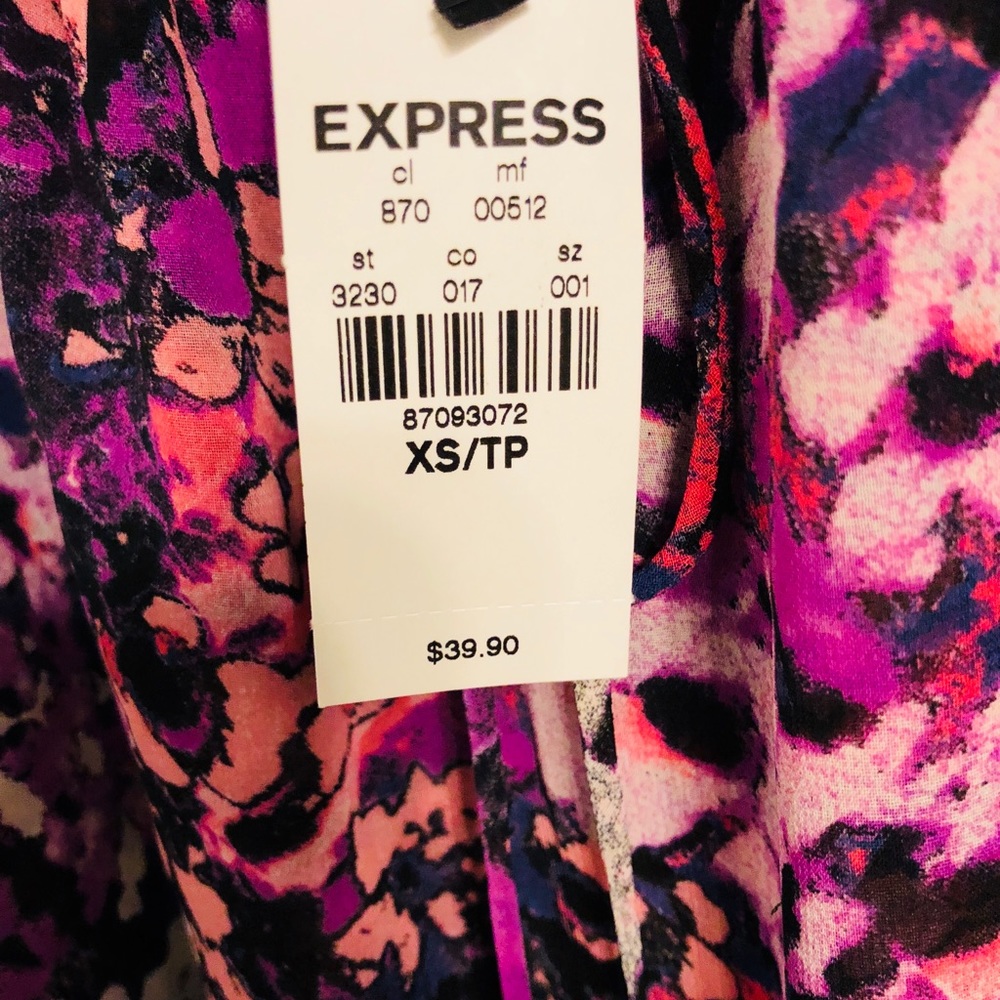 EXPRESS
cl mf
870 00512
st co sz
3230 017 001
87093072
XS/TP
$39.90